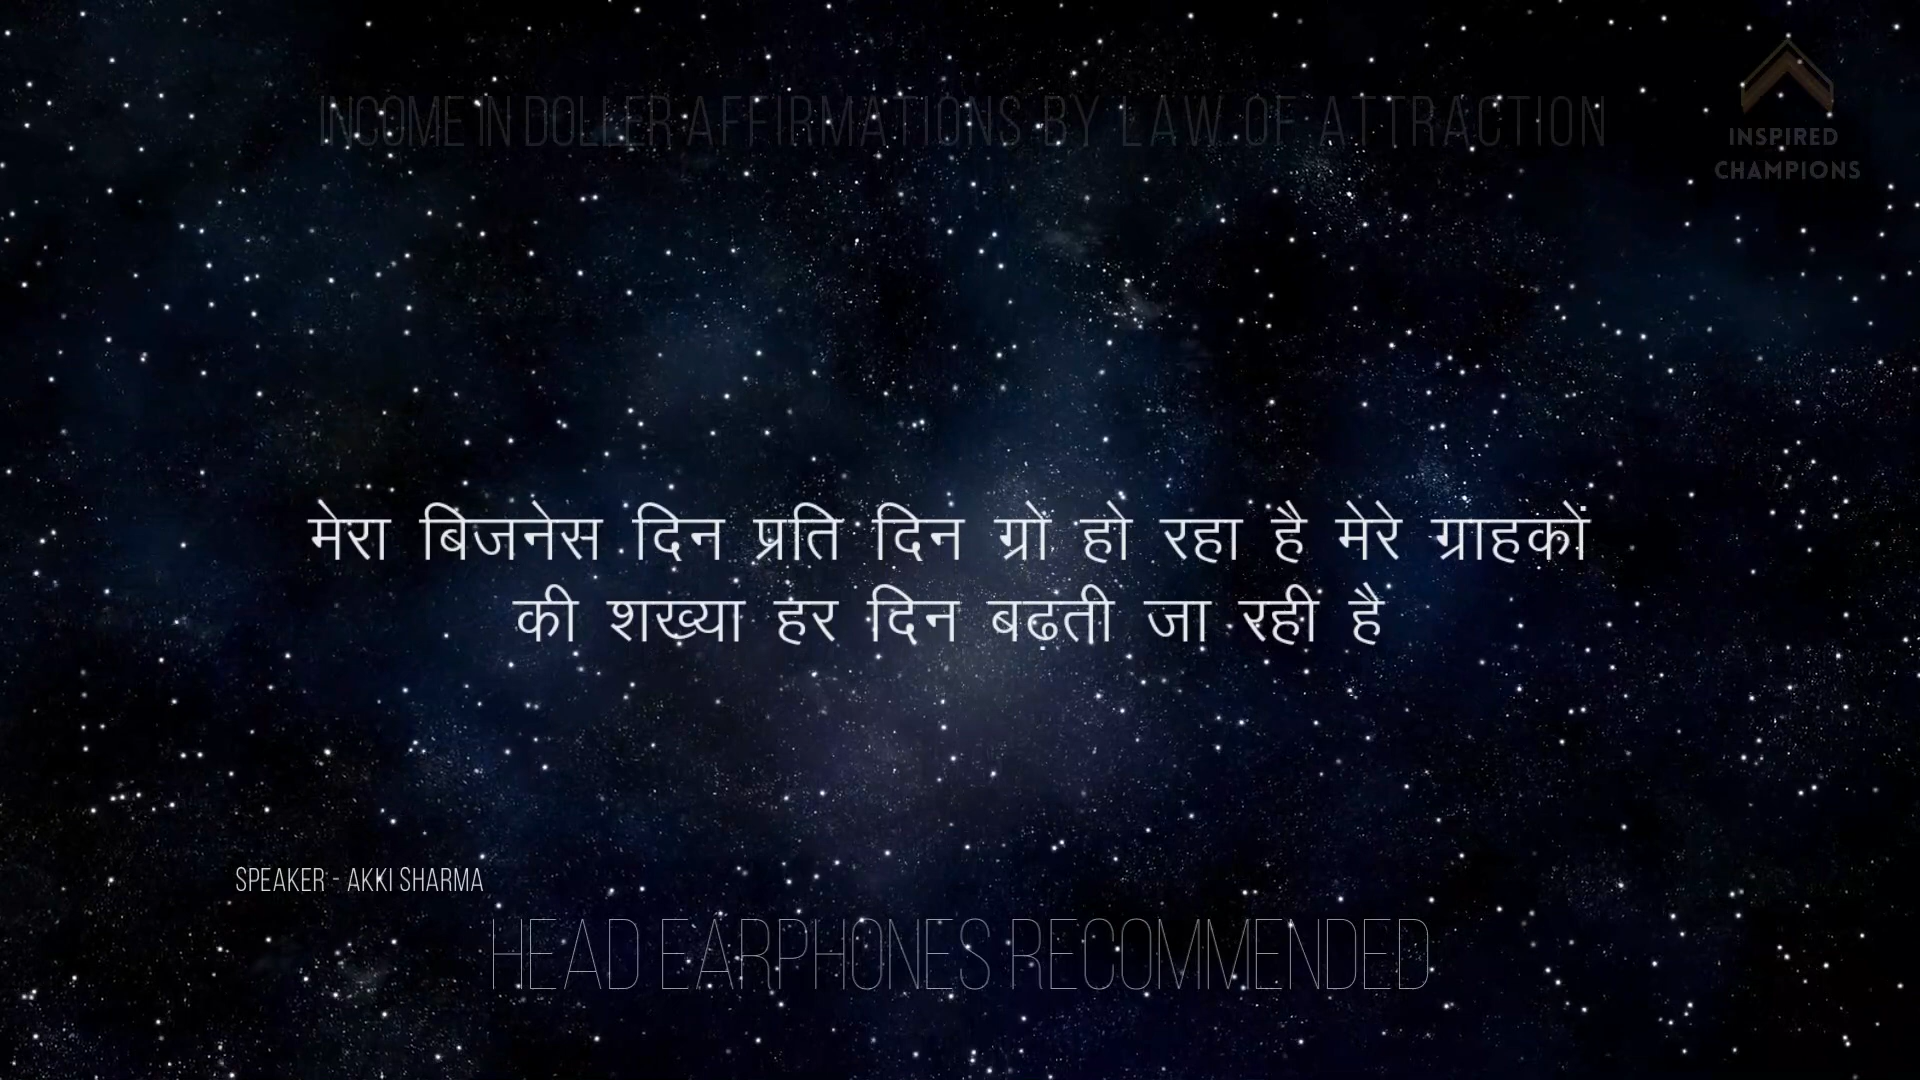 INCOME IN DOLLER AFFIRMATIONS BY LAW OF ATTRACTION
INSPIRED
CHAMPIONS
मेरा बिजनेस दिन प्रति दिन ग्रो हो रहा है मेरे ग्राहकों
की शख्या हर दिन बढ़ती जा रही है
SPEAKER - AKKI SHARMA
HEAD EARPHONES RECOMMENDED